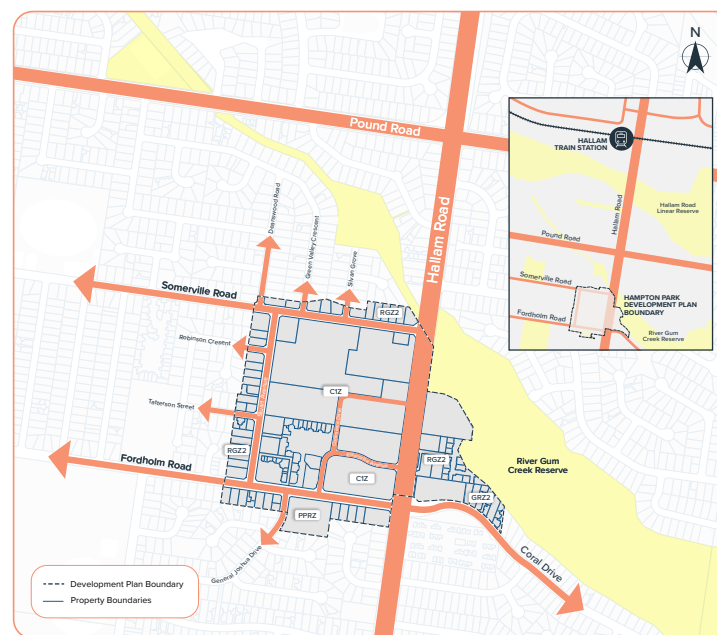 N
Pound Road
Hallam Road
HALLAM
TRAIN STATION
Hallam Road
Linear Reserve
Hallam Road
Pound Road
Somerville Road
Fordholm Road
HAMPTON PARK
DEVELOPMENT PLAN
BOUNDARY
River Gum
Creek Reserve
Green Valley Crescent
Sivan Grove
Somerville Road
RGZ2
Robinson Cresent
C1Z
Tatterson Street
RGZ2
RGZ2
Fordholm Road
C1Z
River Gum
Creek Reserve
GRZ2
PPRZ
General Joshua Drive
Coral Drive
Development Plan Boundary
Property Boundaries